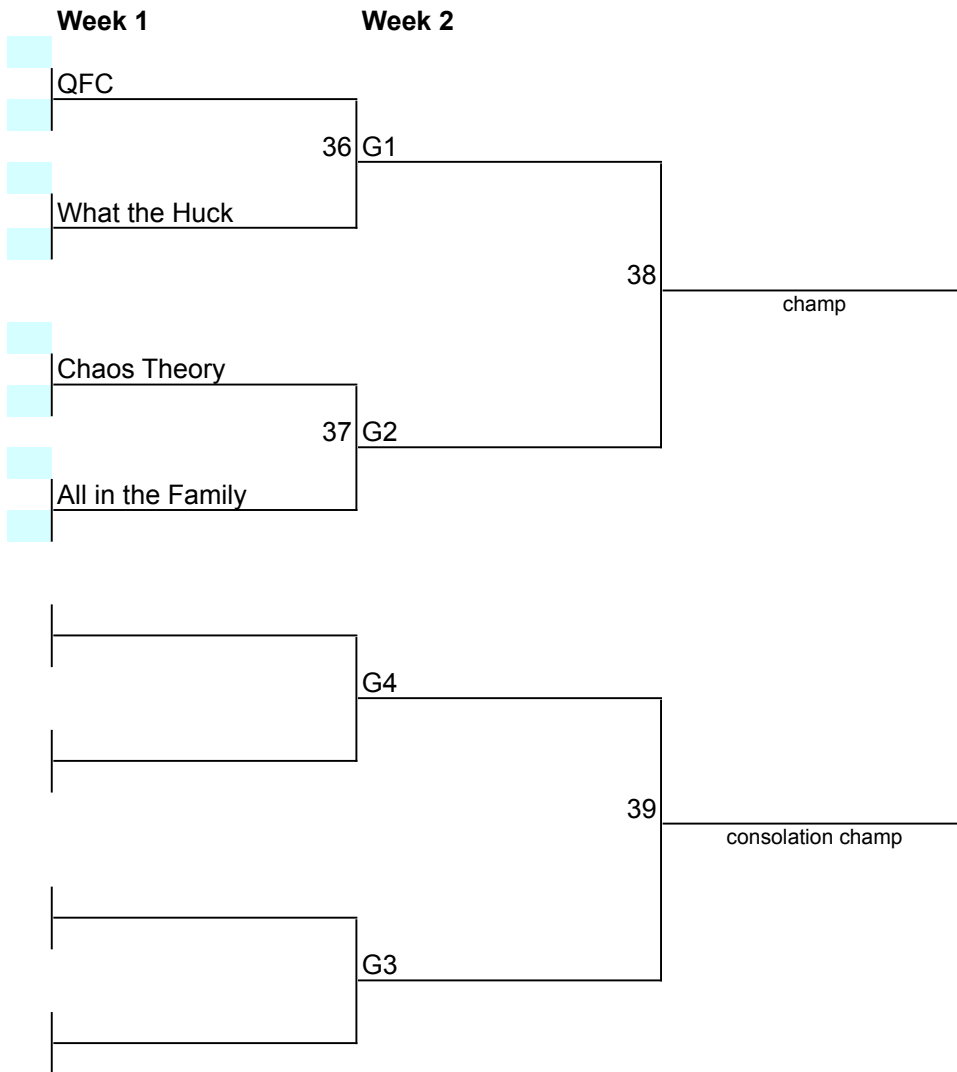 Week 1 Week 2
QFC
36 G1
What the Huck
38
champ
Chaos Theory
37 G2
All in the Family
G4
39
consolation champ
G3